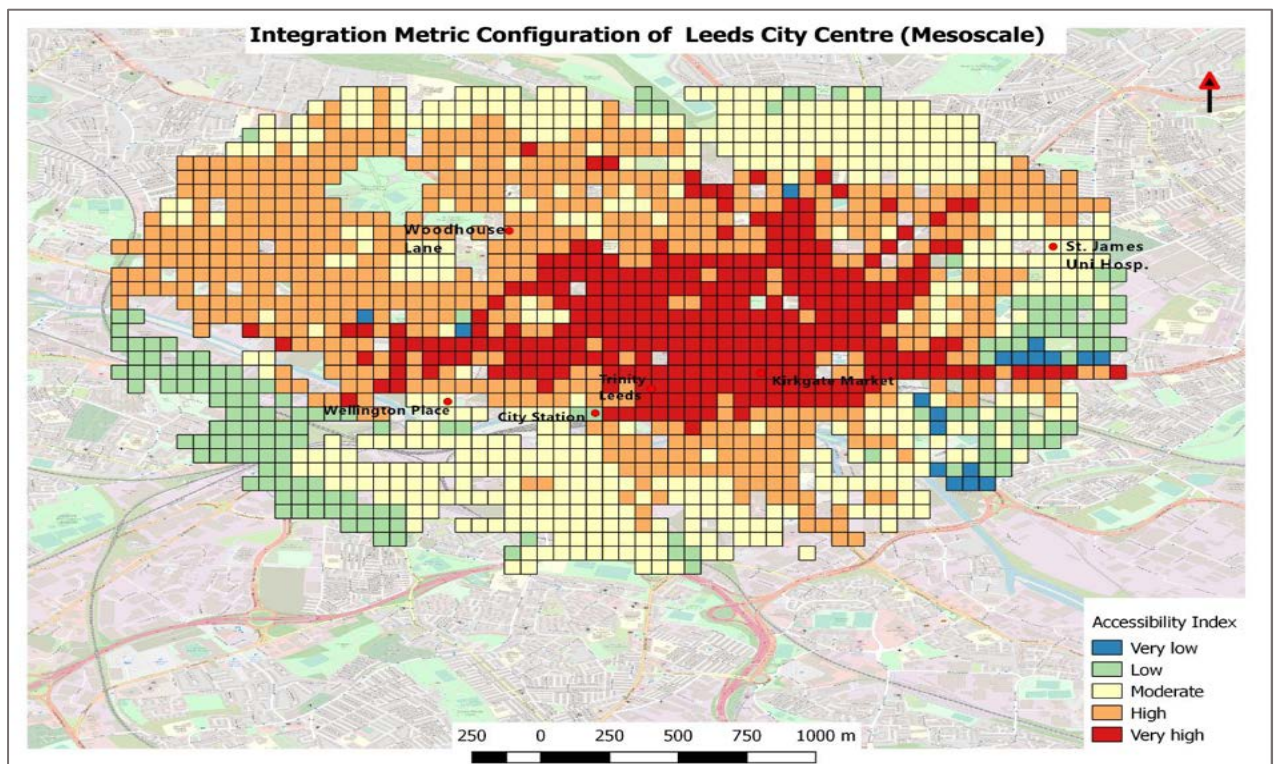 Integration Metric Configuration of Leeds City Centre (Mesoscale)
Woodhouse
Lane
St. James
Uni Hosp.
Trinity
Leeds
Kirkgate Market
Wellington Place
City Station
Accessibility Index
Very low
Low
Moderate
High
Very high
250 0 250 500 750 1000 m